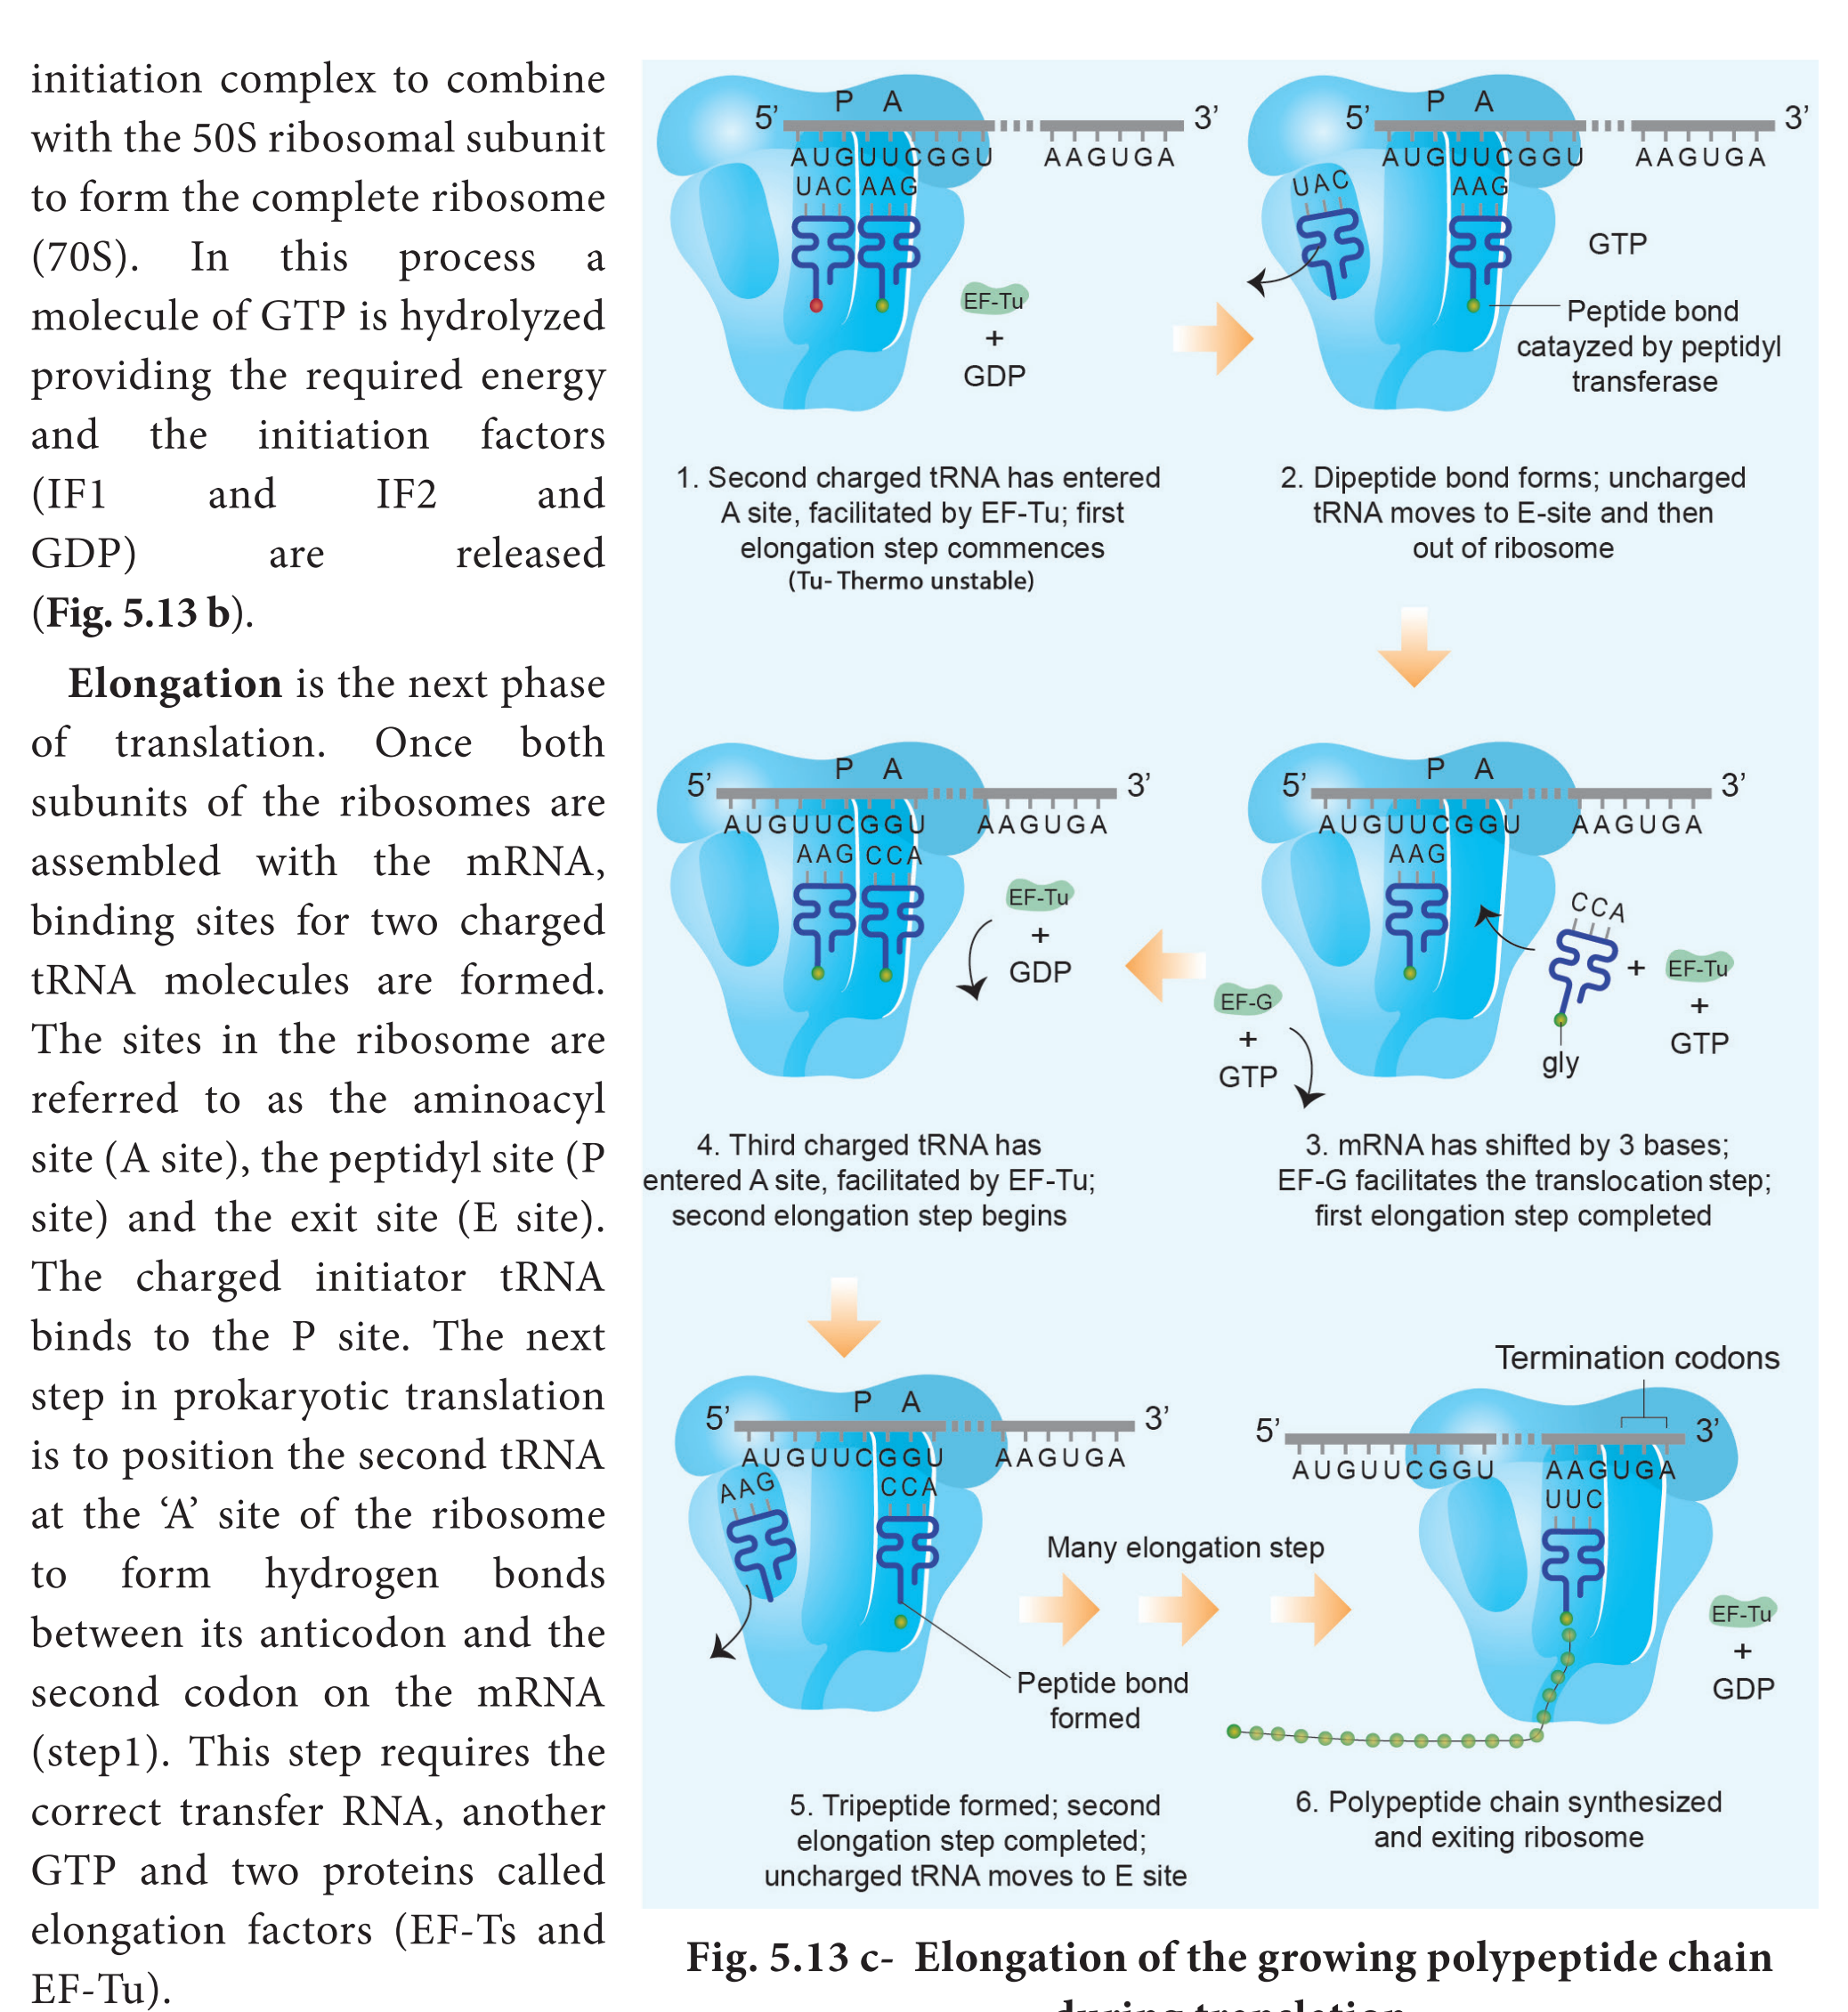 initiation complex to combine
with the 50S ribosomal subunit
to form the complete ribosome
(70S). In this process a
molecule of GTP is hydrolyzed
providing the required energy
and the initiation factors
(IF1 and IF2 and
GDP) are released
(Fig. 5.13 b).
Elongation is the next phase
of translation. Once both
subunits of the ribosomes are
assembled with the mRNA,
binding sites for two charged
tRNA molecules are formed.
The sites in the ribosome are
referred to as the aminoacyl
site (A site), the peptidyl site (P
site) and the exit site (E site).
The charged initiator tRNA
binds to the P site. The next
step in prokaryotic translation
is to position the second tRNA
at the ‘A’ site of the ribosome
to form hydrogen bonds
between its anticodon and the
second codon on the mRNA
(step1). This step requires the
correct transfer RNA, another
GTP and two proteins called
elongation factors (EF-Ts and
EF-Tu).
P A
5’ 3’
AUGUUCGGU AAGUGA
UAC AAG
EF-Tu
+
GDP
1. Second charged tRNA has entered
A site, facilitated by EF-Tu; first
elongation step commences
(Tu- Thermo unstable)
P A
5’ 3’
AUGUUCGGU AAGUGA
UAC AAG
GTP
Peptide bond
catayzed by peptidyl
transferase
2. Dipeptide bond forms; uncharged
tRNA moves to E-site and then
out of ribosome
P A
5’ 3’
AUGUUCGGU AAGUGA
AAG
CCA
+ EF-Tu
+
GTP
gly
EF-G
+
GTP
3. mRNA has shifted by 3 bases;
EF-G facilitates the translocation step;
first elongation step completed
P A
5’ 3’
AUGUUCGGU AAGUGA
AAG CCA
EF-Tu
+
GDP
4. Third charged tRNA has
entered A site, facilitated by EF-Tu;
second elongation step begins
P A
5’ 3’
AUGUUCGGU AAGUGA
AAG CCA
Peptide bond
formed
5. Tripeptide formed; second
elongation step completed;
uncharged tRNA moves to E site
Many elongation step
Termination codons
5’ 3’
AUGUUCGGU AAGUGA
UUC
EF-Tu
+
GDP
6. Polypeptide chain synthesized
and exiting ribosome
Fig. 5.13 c- Elongation of the growing polypeptide chain
during translation